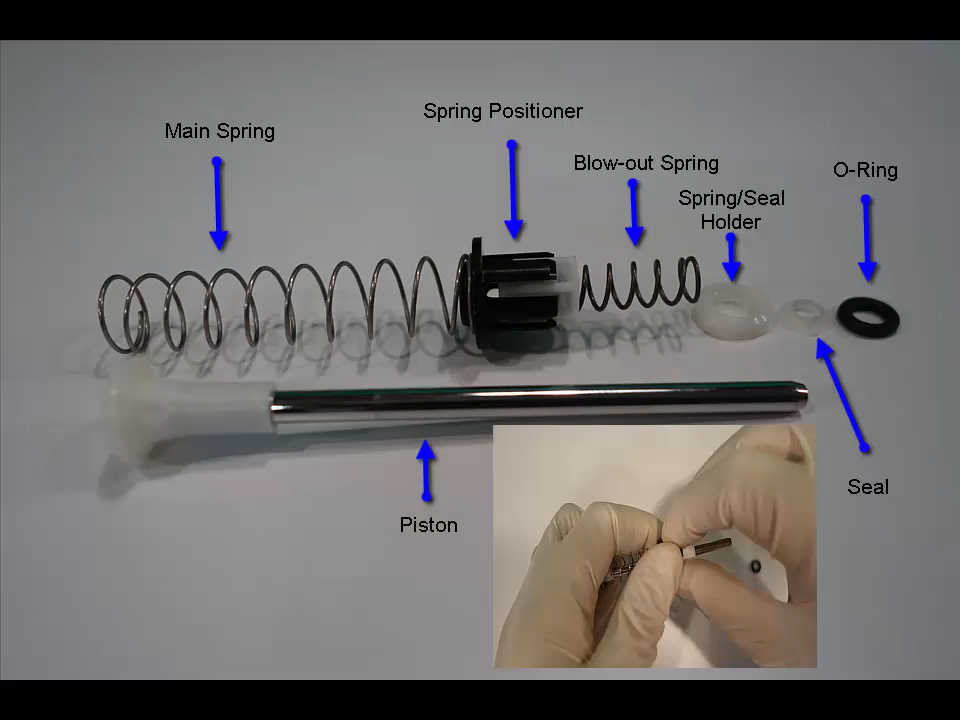 Main Spring
Spring Positioner
Blow-out Spring
Spring/Seal
Holder
O-Ring
Piston
Seal